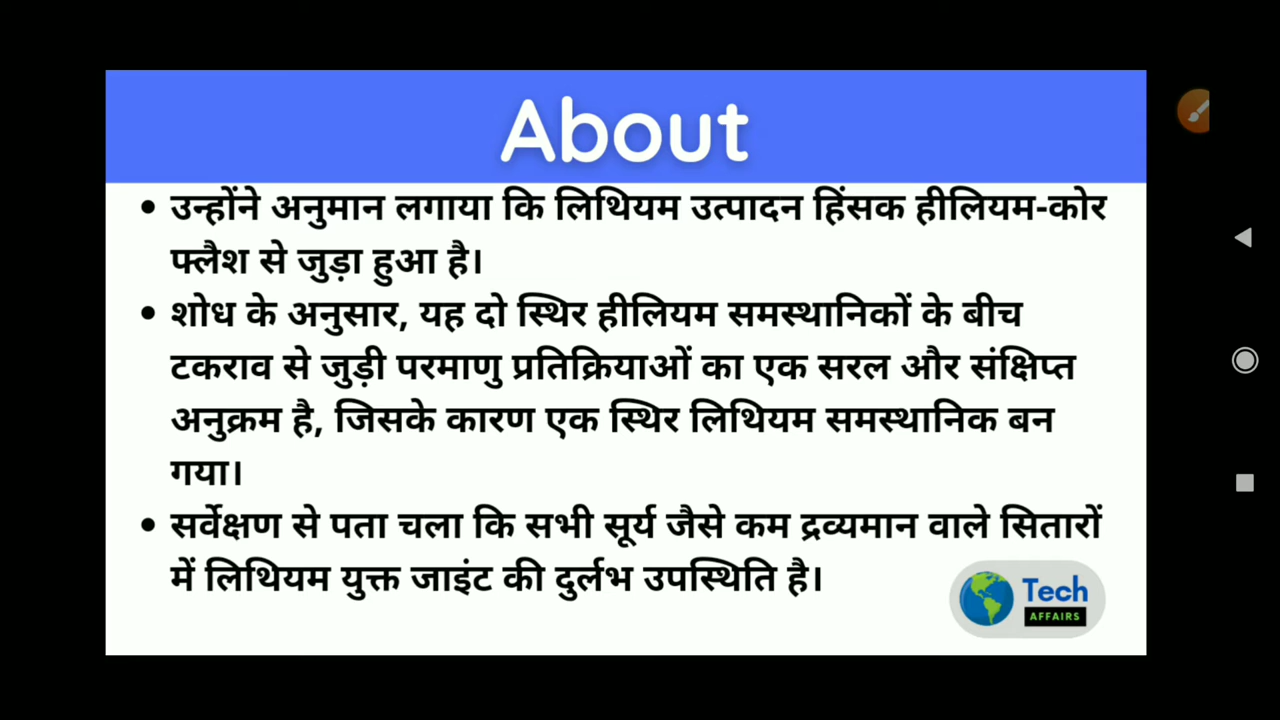 About
• उन्होंने अनुमान लगाया कि लिथियम उत्पादन हिंसक हीलियम-कोर
फ्लैश से जुड़ा हुआ है।
• शोध के अनुसार, यह दो स्थिर हीलियम समस्थानिकों के बीच
टकराव से जुड़ी परमाणु प्रतिक्रियाओं का एक सरल और संक्षिप्त
अनुक्रम है, जिसके कारण एक स्थिर लिथियम समस्थानिक बन
गया।
• सर्वेक्षण से पता चला कि सभी सूर्य जैसे कम द्रव्यमान वाले सितारों
में लिथियम युक्त जाइंट की दुर्लभ उपस्थिति है।
Tech
AFFAIRS